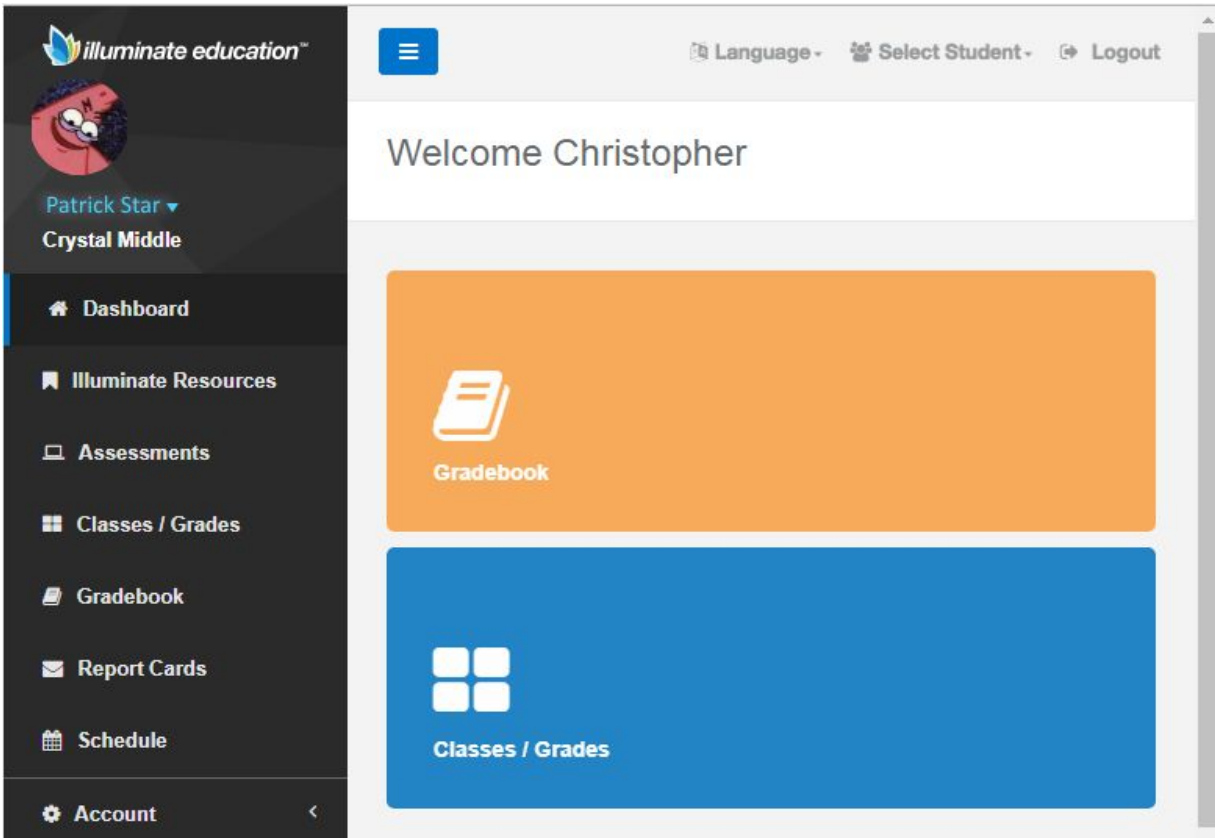 illuminate education™
Language
Select Student
Logout
Patrick Star
Crystal Middle
Dashboard
Illuminate Resources
Assessments
Classes / Grades
Gradebook
Report Cards
Schedule
Account
Welcome Christopher
Gradebook
Classes / Grades